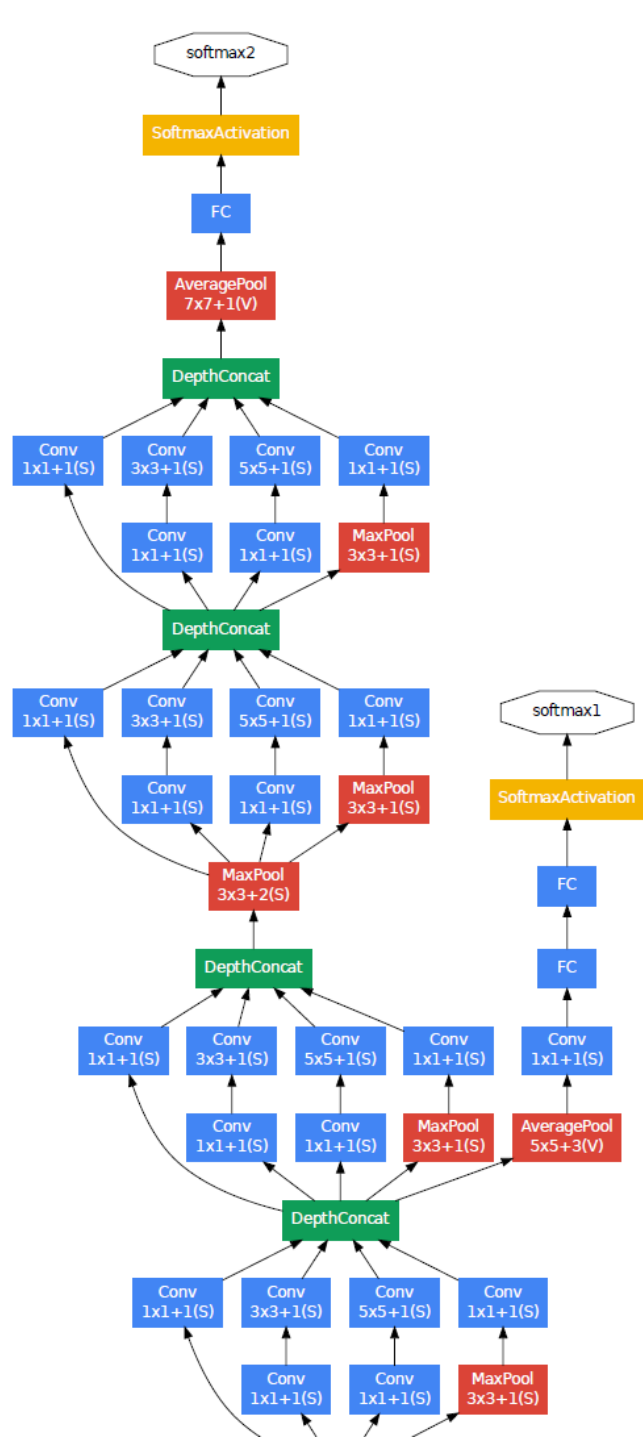 softmax2
SoftmaxActivation
FC
AveragePool
7x7+1(V)
DepthConcat
Conv
1x1+1(S)
Conv
3x3+1(S)
Conv
5x5+1(S)
Conv
1x1+1(S)
Conv
1x1+1(S)
Conv
1x1+1(S)
MaxPool
3x3+1(S)
DepthConcat
Conv
1x1+1(S)
Conv
3x3+1(S)
Conv
5x5+1(S)
Conv
1x1+1(S)
softmax1
Conv
1x1+1(S)
Conv
1x1+1(S)
MaxPool
3x3+1(S)
SoftmaxActivation
MaxPool
3x3+2(S)
FC
DepthConcat
FC
Conv
1x1+1(S)
Conv
3x3+1(S)
Conv
5x5+1(S)
Conv
1x1+1(S)
Conv
1x1+1(S)
Conv
1x1+1(S)
Conv
1x1+1(S)
MaxPool
3x3+1(S)
AveragePool
5x5+3(V)
DepthConcat
Conv
1x1+1(S)
Conv
3x3+1(S)
Conv
5x5+1(S)
Conv
1x1+1(S)
Conv
1x1+1(S)
Conv
1x1+1(S)
MaxPool
3x3+1(S)